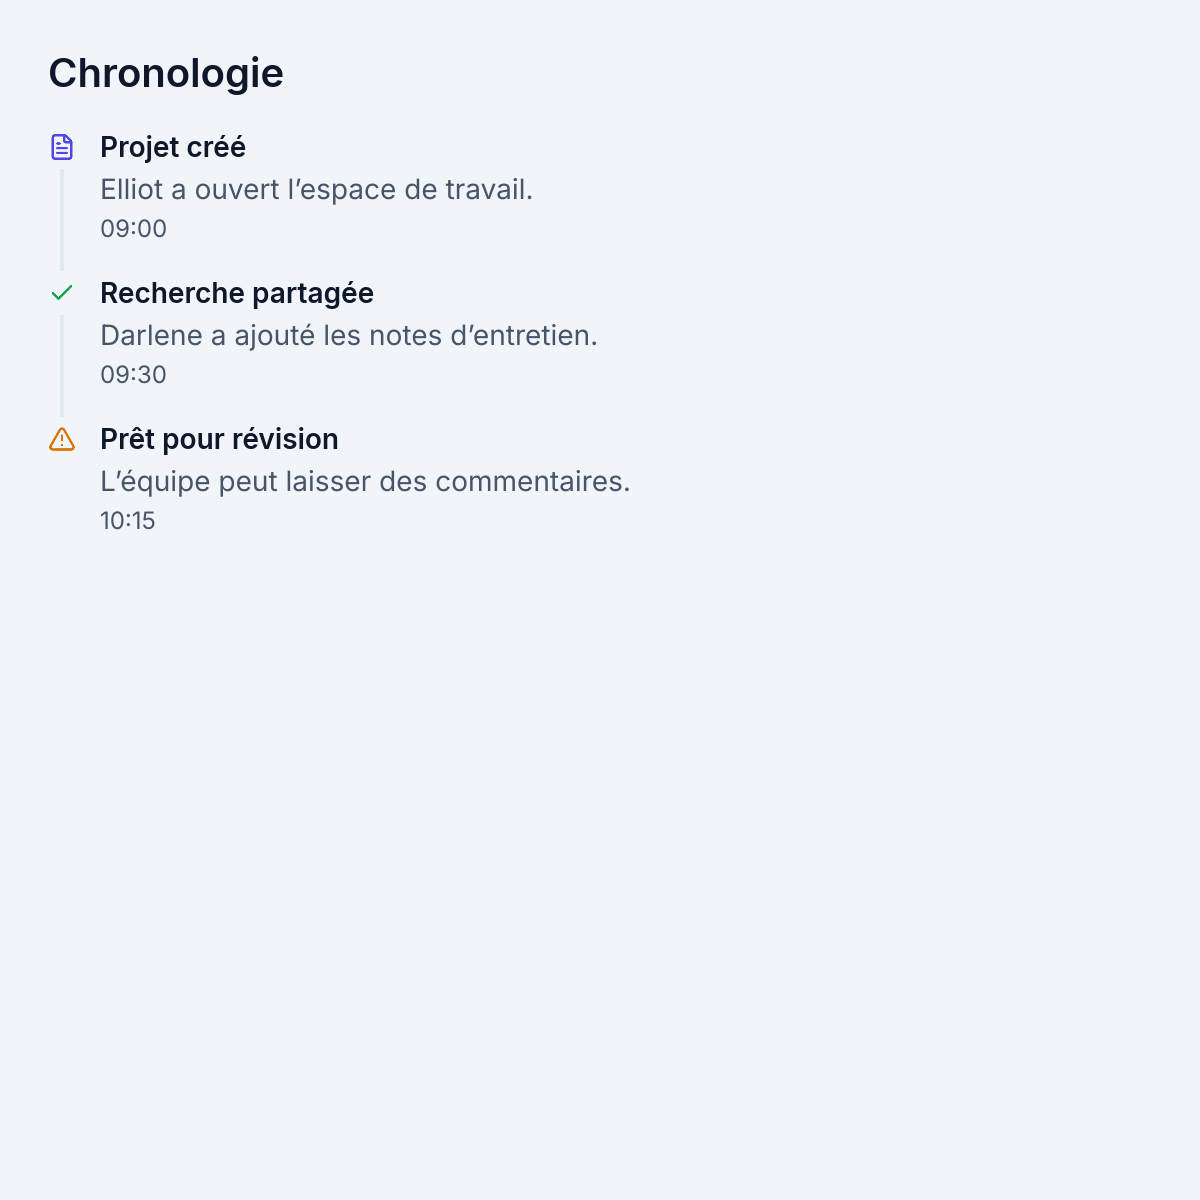 Chronologie
Projet créé
Elliot a ouvert l’espace de travail.
09:00
Recherche partagée
Darlene a ajouté les notes d’entretien.
09:30
Prêt pour révision
L’équipe peut laisser des commentaires.
10:15